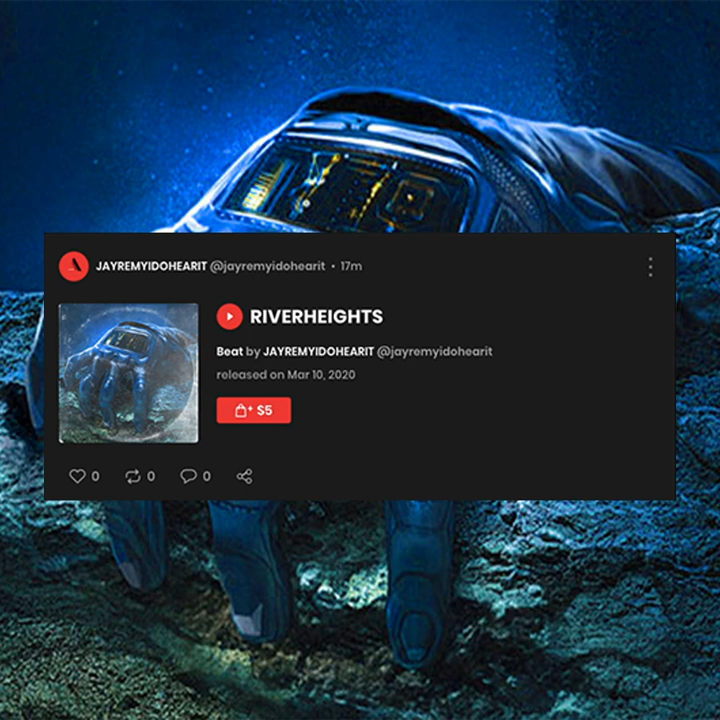 JAYREMYIDOHEARIT @jayremyidohearit • 17m
RIVERHEIGHTS
Beat by JAYREMYIDOHEARIT @jayremyidohearit
released on Mar 10, 2020
$5
0 0 0